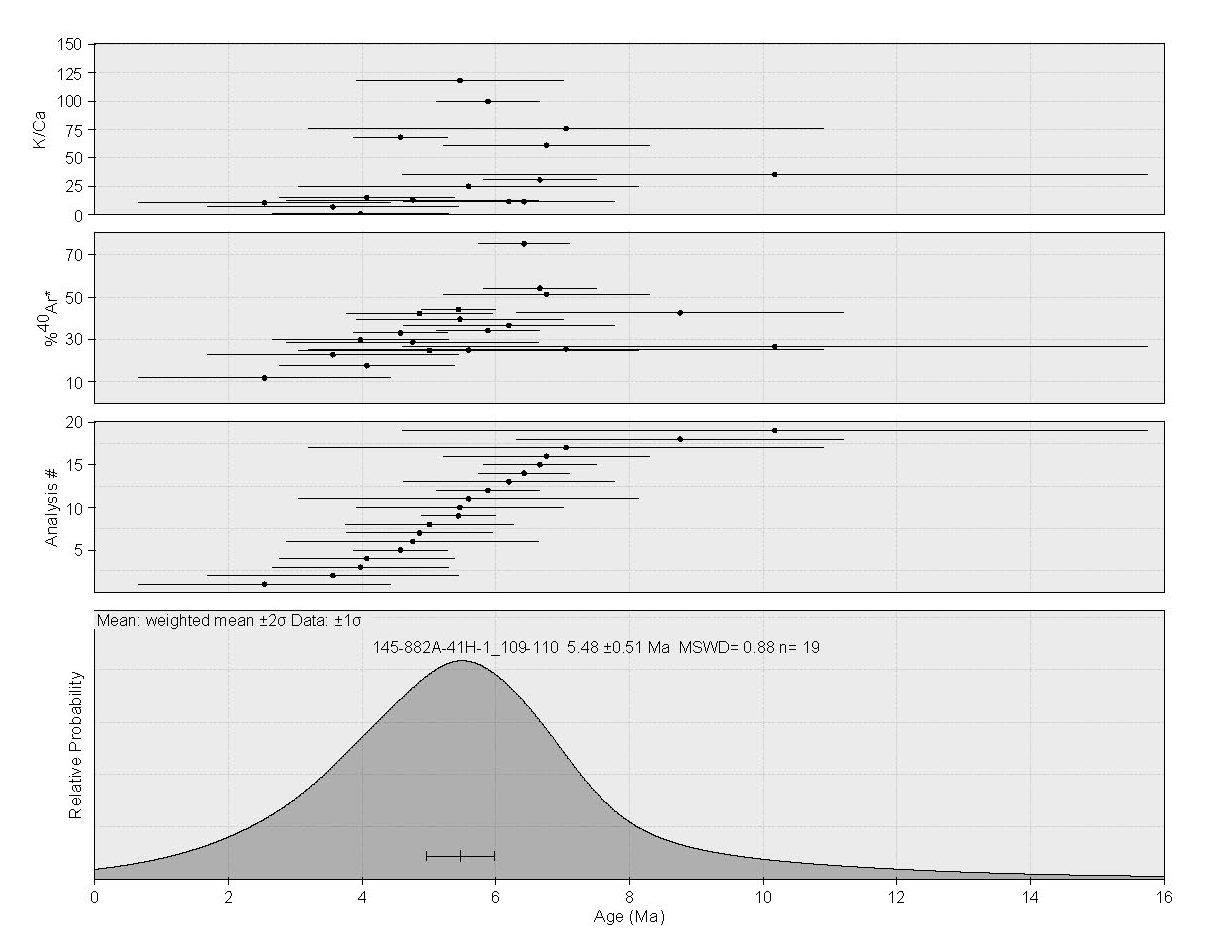 150
125
100
75
50
25
0
K/Ca
70
50
30
10
%40Ar*
20
15
10
5
Analysis #
Mean: weighted mean ±2σ Data: ±1σ
145-882A-41H-1_109-110 5.48 ±0.51 Ma MSWD= 0.88 n= 19
Relative Probability
0 2 4 6 8 10 12 14 16
Age (Ma)